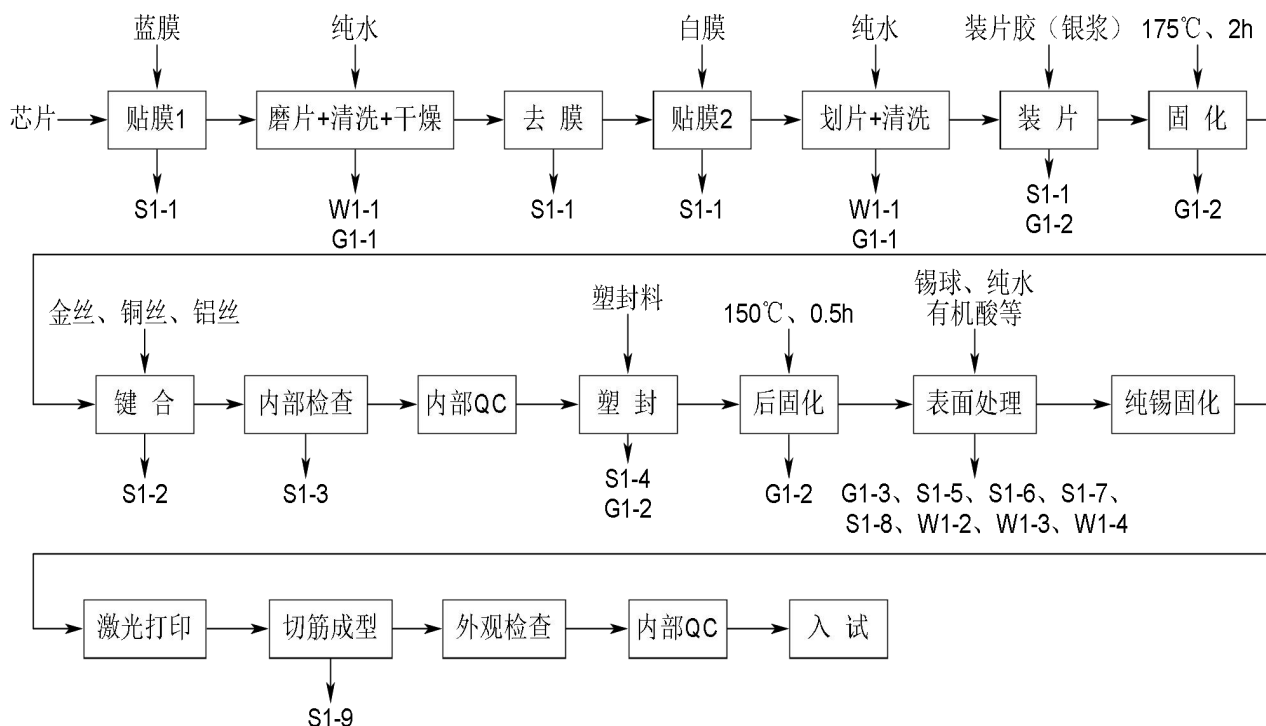 蓝膜
纯水
白膜
纯水
装片胶（银浆）
175℃、2h
芯片
贴膜1
磨片+清洗+干燥
去 膜
贴膜2
划片+清洗
装 片
固 化
S1-1
W1-1
G1-1
S1-1
S1-1
W1-1
G1-1
S1-1
G1-2
G1-2
金丝、铜丝、铝丝
塑封料
150℃、0.5h
锡球、纯水
有机酸等
键 合
内部检查
内部QC
塑 封
后固化
表面处理
纯锡固化
S1-2
S1-3
S1-4
G1-2
G1-2
G1-3、S1-5、S1-6、S1-7、
S1-8、W1-2、W1-3、W1-4
激光打印
切筋成型
外观检查
内部QC
入 试
S1-9